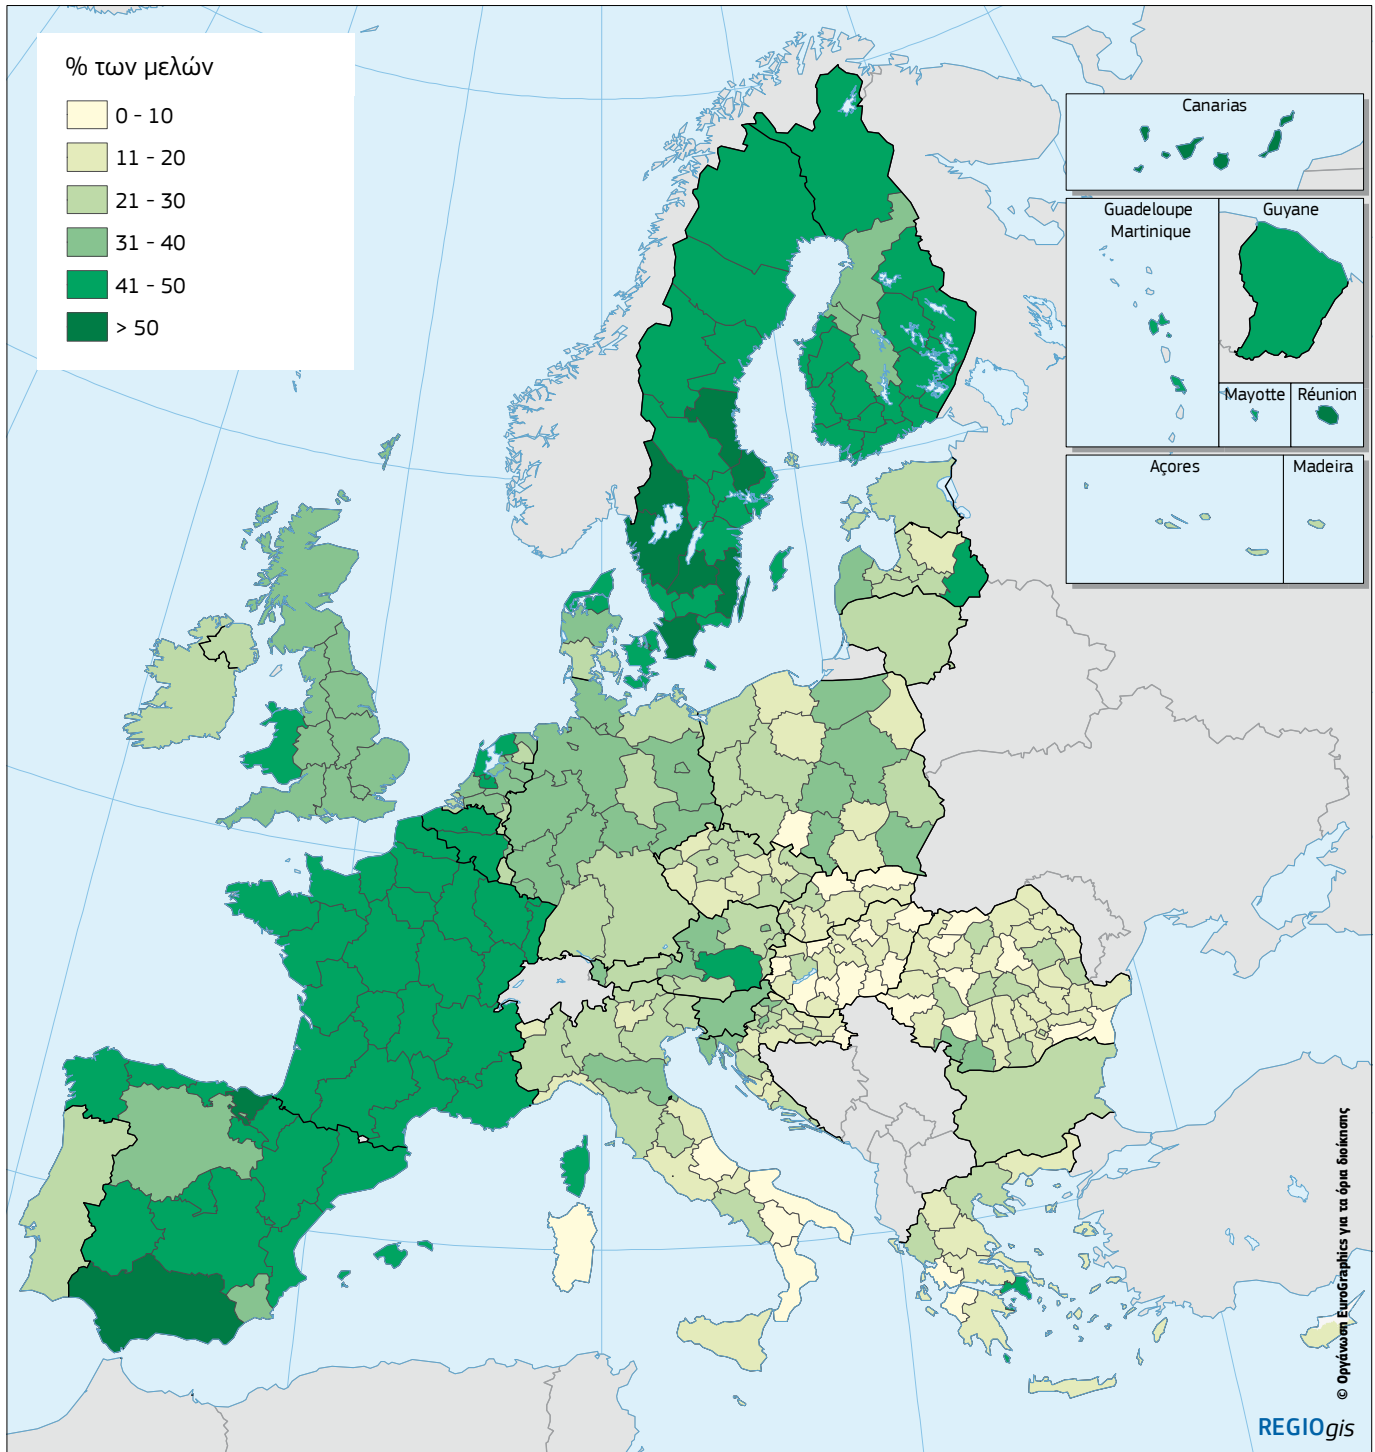 % των μελών
0 - 10
11 - 20
21 - 30
31 - 40
41 - 50
> 50
Canarias
Guadeloupe
Martinique
Guyane
Mayotte
Réunion
Açores
Madeira
© Οργάνωση EuroGraphics για τα όρια διοίκησης
REGIOgis